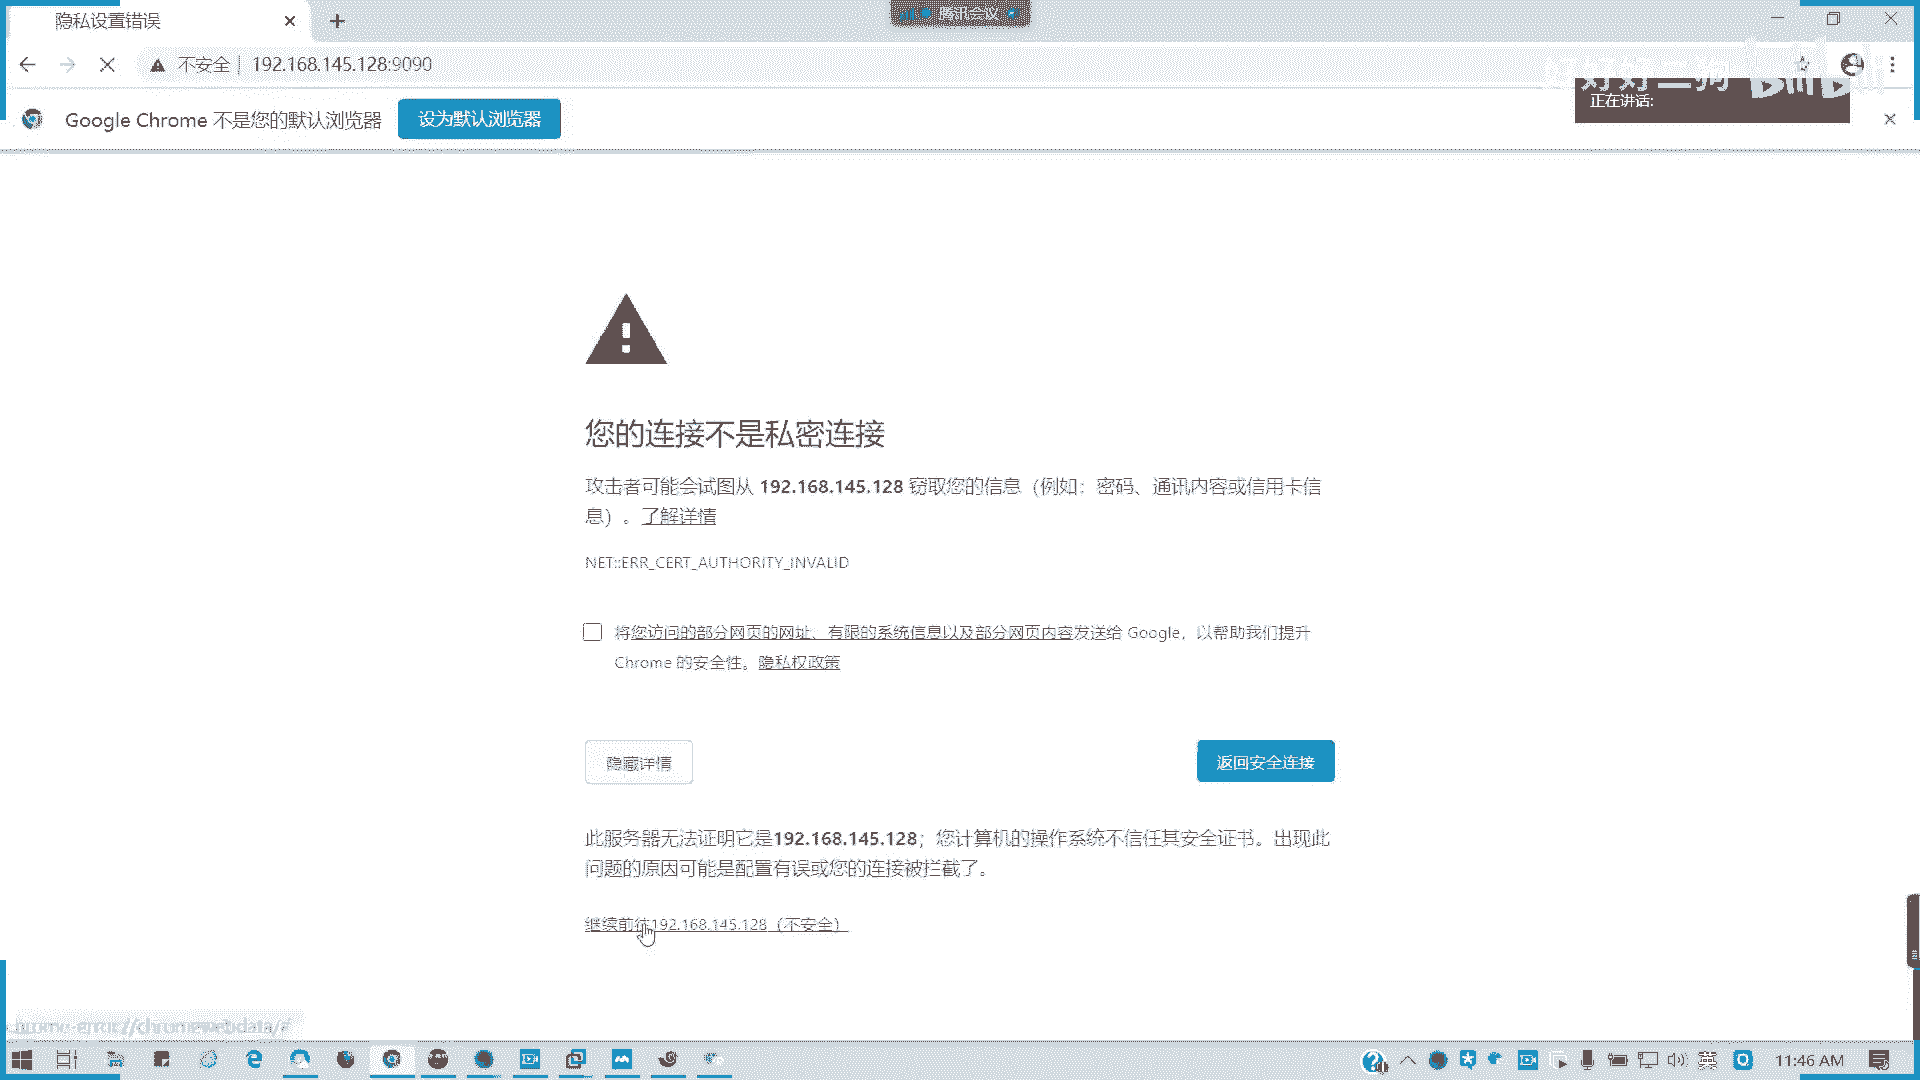 隐私设置错误
腾讯会议
不安全 | 192.168.145.128:9090
好好好二狗
bilibili
正在讲话:
Google Chrome 不是您的默认浏览器
设为默认浏览器
您的连接不是私密连接
攻击者可能会试图从 192.168.145.128 窃取您的信息（例如：密码、通讯内容或信用卡信
息）。了解详情
NET::ERR_CERT_AUTHORITY_INVALID
将您访问的部分网页的网址、有限的系统信息以及部分网页内容发送给 Google，以帮助我们提升
Chrome 的安全性。隐私权政策
隐藏详情
返回安全连接
此服务器无法证明它是192.168.145.128；您计算机的操作系统不信任其安全证书。出现此
问题的原因可能是配置有误或您的连接被拦截了。
继续前往192.168.145.128（不安全）
chrome-error://chromewebdata/#
英
11:46 AM